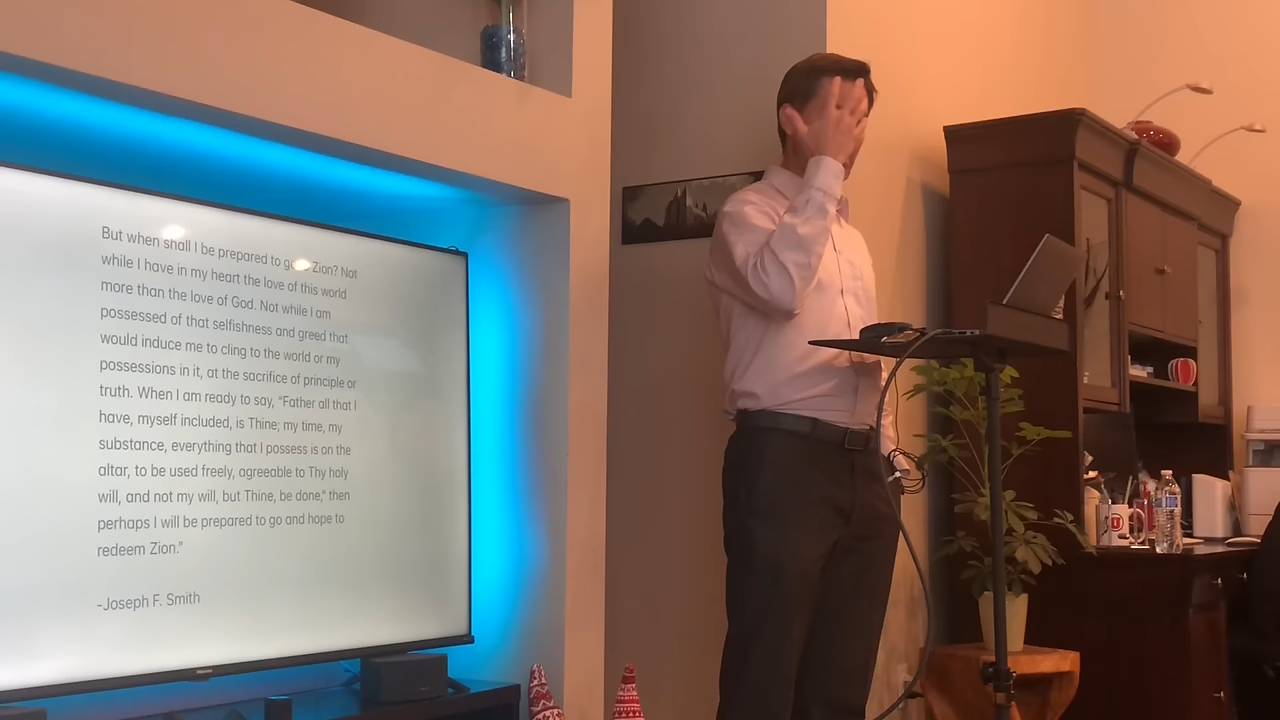 But when shall I be prepared to go Zion? Not
while I have in my heart the love of this world
more than the love of God. Not while I am
possessed of that selfishness and greed that
would induce me to cling to the world or my
possessions in it, at the sacrifice of principle or
truth. When I am ready to say, “Father all that I
have, myself included, is Thine; my time, my
substance, everything that I possess is on the
altar, to be used freely, agreeable to Thy holy
will, and not my will, but Thine, be done,” then
perhaps I will be prepared to go and hope to
redeem Zion.”
-Joseph F. Smith
U